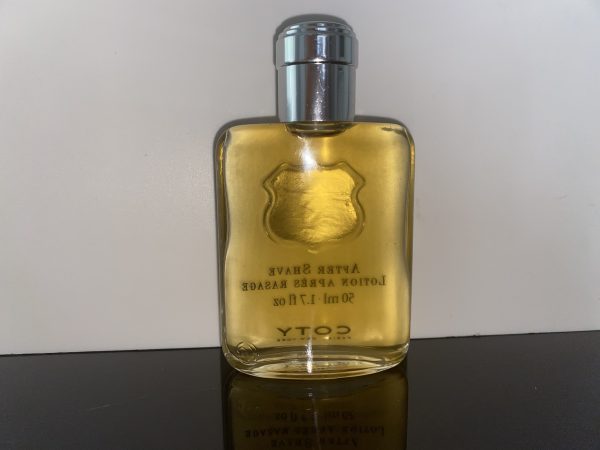 AFTER SHAVE
LOTION APRÈS RASAGE
50 ml · 1.7 fl oz
COTY